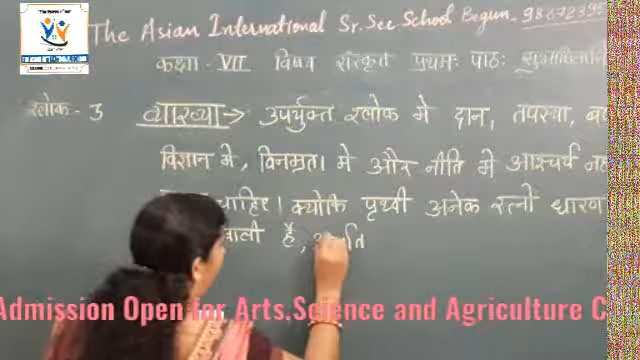 The Asian International Sr. Sec. School Begun
कक्षा - VII विषय संस्कृत प्रथमः पाठः
श्लोक - 3 व्याख्या → उपर्युक्त श्लोक मे दान, तपस्या,
विज्ञान मे, विनम्रता मे और नीति मे आश्चर्य
चाहिए। क्योकि पृथ्वी अनेक रत्नो धारण
वाली है,
Admission Open for Arts,Science and Agriculture C